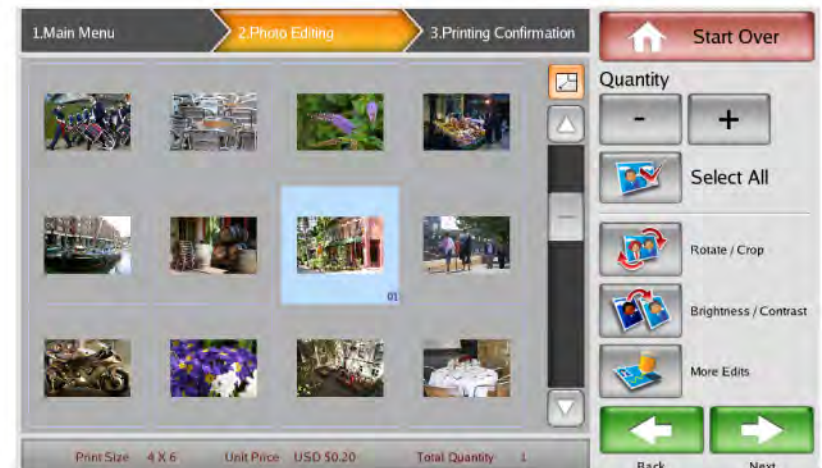 1.Main Menu
2.Photo Editing
3.Printing Confirmation
Start Over
Quantity
- +
Select All
01
Rotate / Crop
Brightness / Contrast
More Edits
Print Size 4 X 6 Unit Price USD $0.20 Total Quantity 1
Back Next